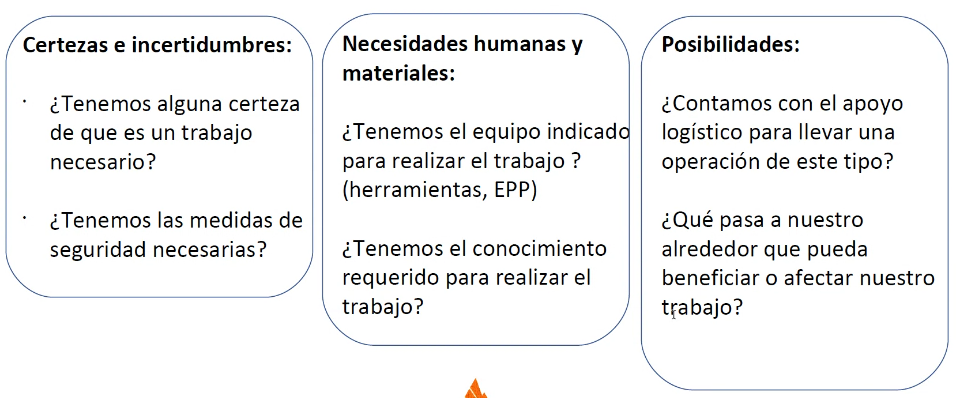 Certezas e incertidumbres:
· ¿Tenemos alguna certeza
de que es un trabajo
necesario?
· ¿Tenemos las medidas de
seguridad necesarias?
Necesidades humanas y
materiales:
¿Tenemos el equipo indicado
para realizar el trabajo ?
(herramientas, EPP)
¿Tenemos el conocimiento
requerido para realizar el
trabajo?
Posibilidades:
¿Contamos con el apoyo
logístico para llevar una
operación de este tipo?
¿Qué pasa a nuestro
alrededor que pueda
beneficiar o afectar nuestro
trabajo?